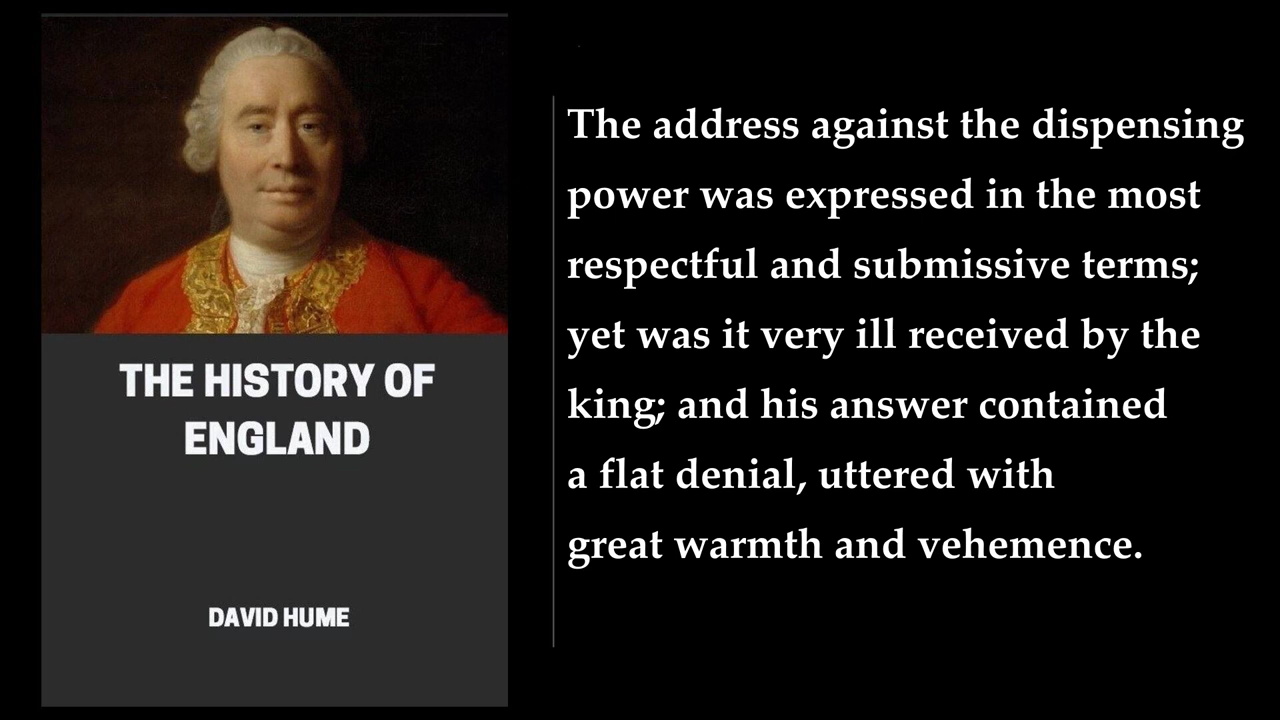 THE HISTORY OF
ENGLAND
DAVID HUME
The address against the dispensing
power was expressed in the most
respectful and submissive terms;
yet was it very ill received by the
king; and his answer contained
a flat denial, uttered with
great warmth and vehemence.